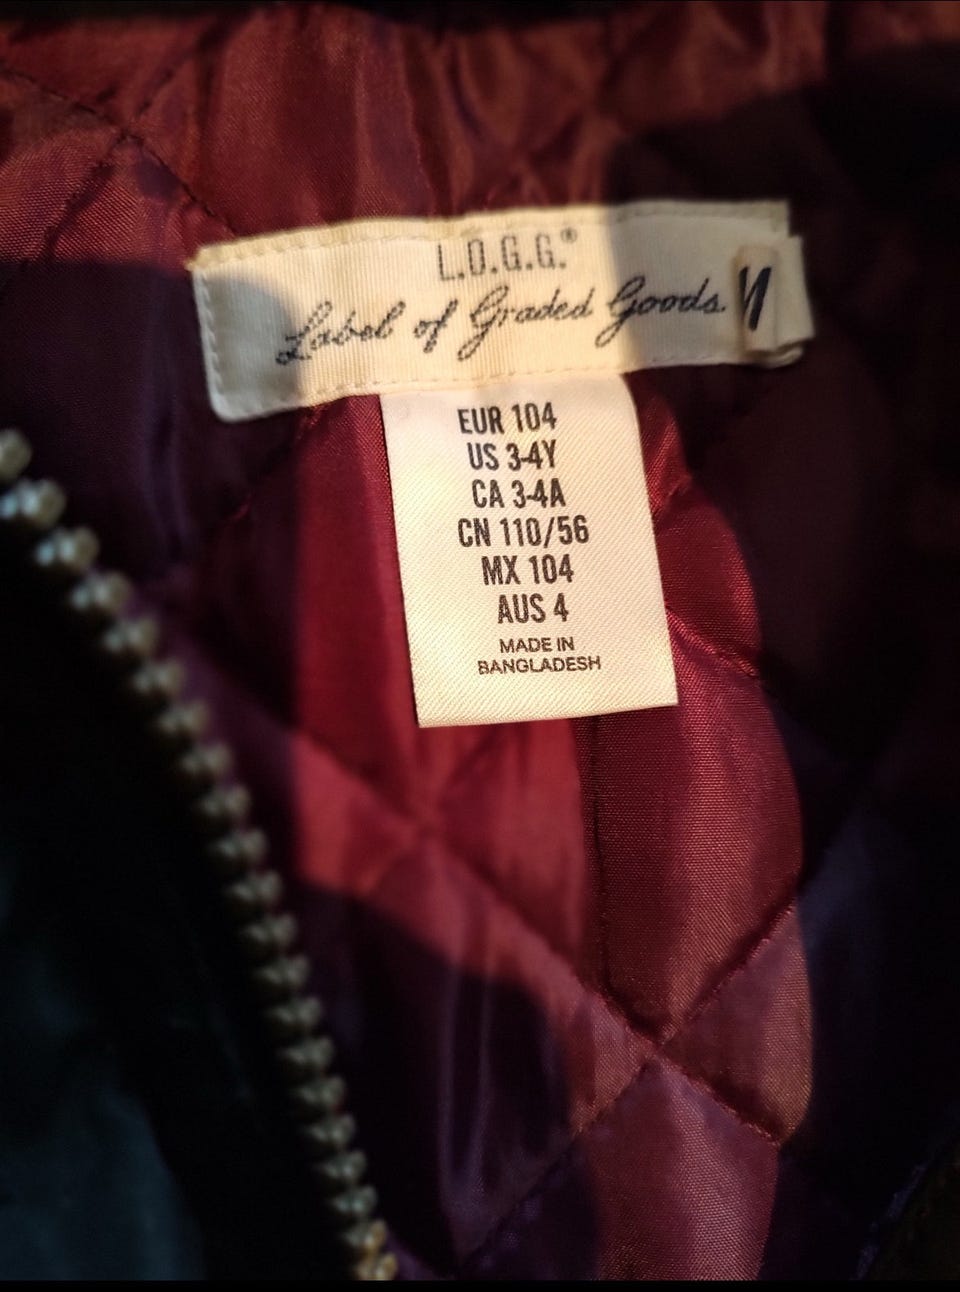 L.O.G.G.®
Label of Graded Goods
EUR 104
US 3-4Y
CA 3-4A
CN 110/56
MX 104
AUS 4
MADE IN
BANGLADESH